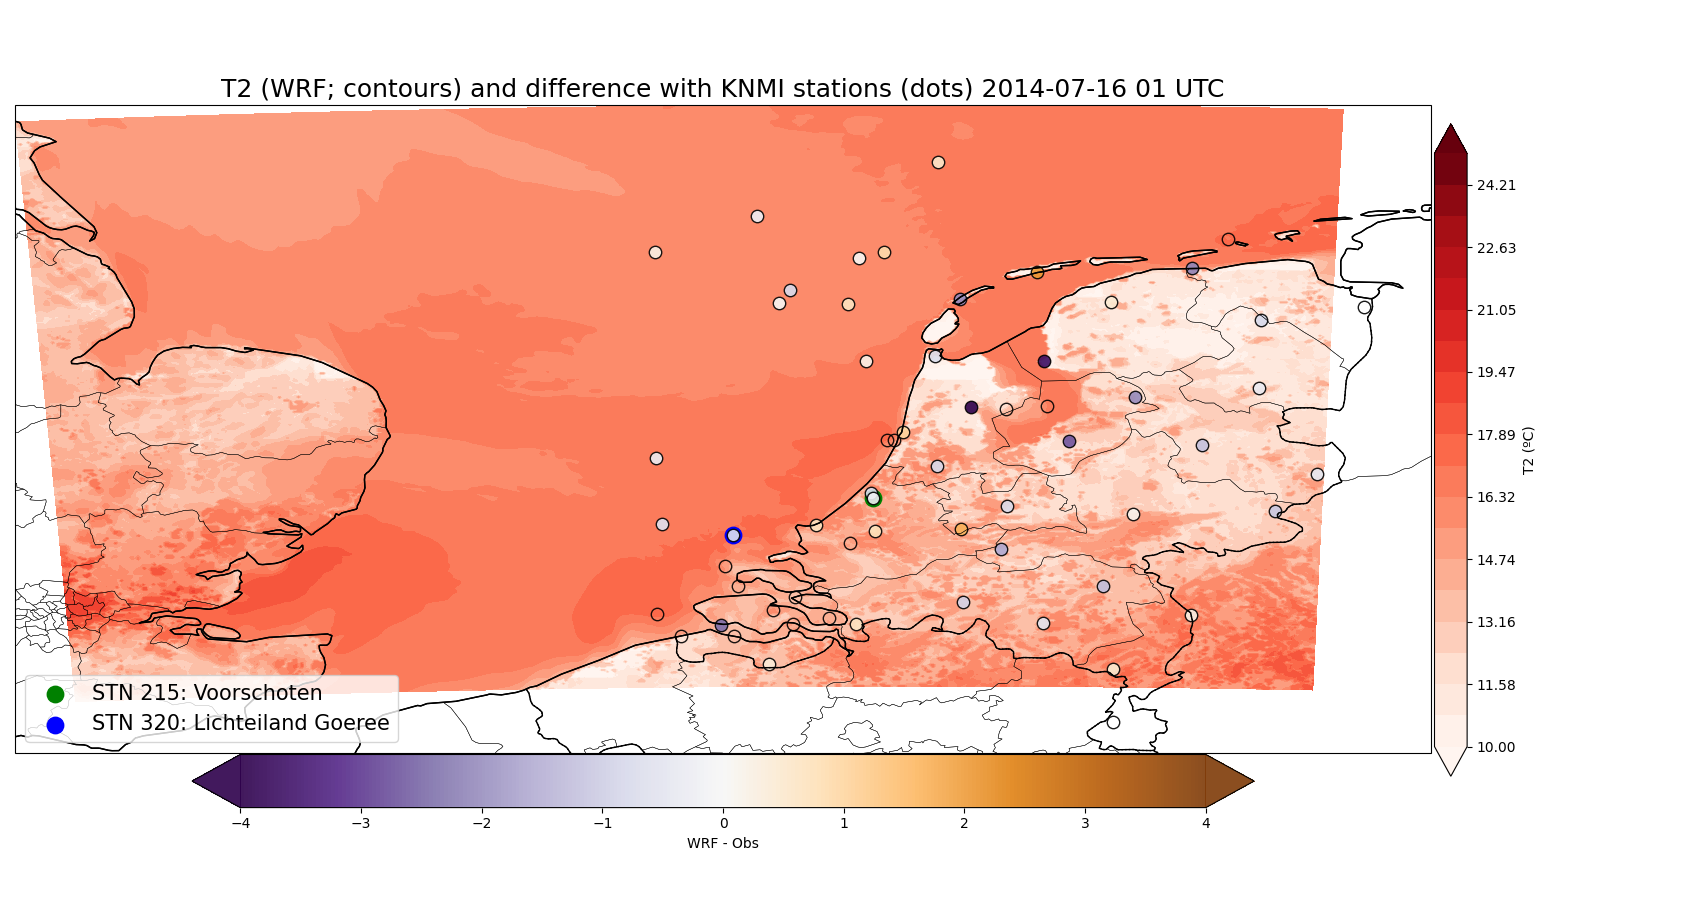 T2 (WRF; contours) and difference with KNMI stations (dots) 2014-07-16 01 UTC
24.21
22.63
21.05
19.47
17.89
16.32
14.74
13.16
11.58
10.00
T2 (ºC)
STN 215: Voorschoten
STN 320: Lichteiland Goeree
−4 −3 −2 −1 0 1 2 3 4
WRF - Obs